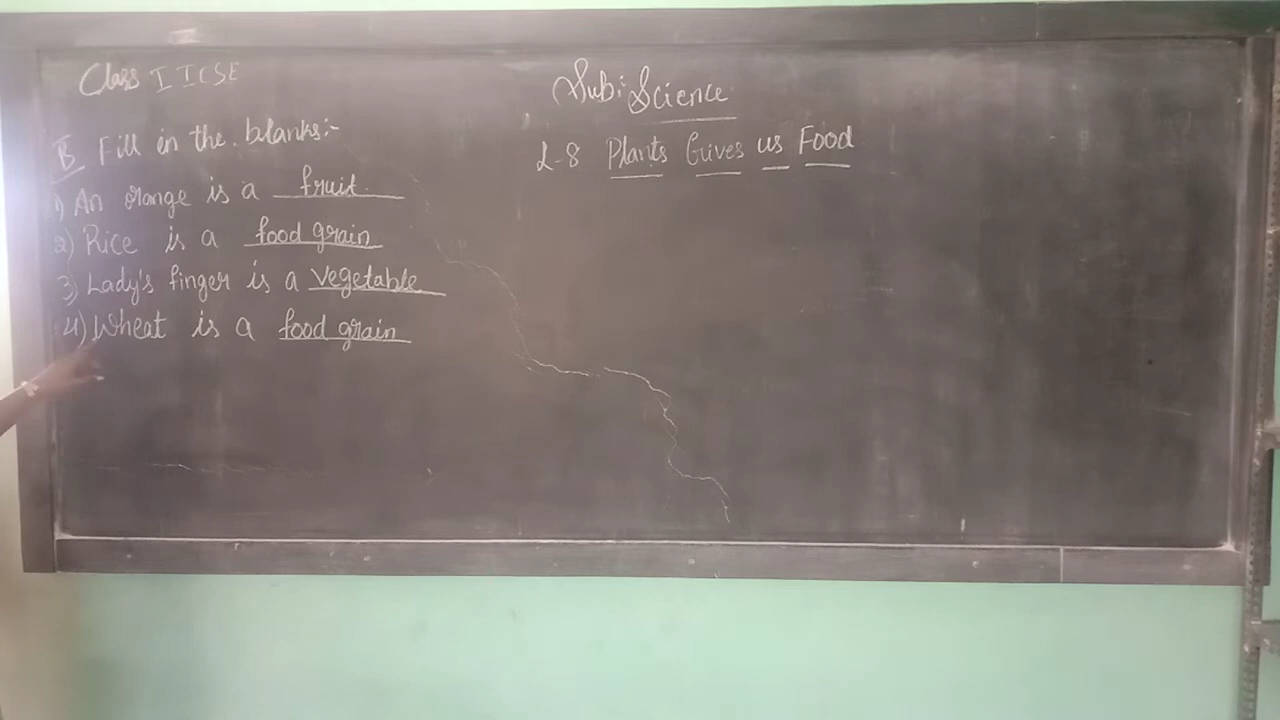 Class I ICSE
Sub: Science
L-8 Plants Gives us Food
B Fill in the blanks:-
1) An orange is a fruit.
2) Rice is a food grain
3) Lady's finger is a vegetable
4) Wheat is a food grain